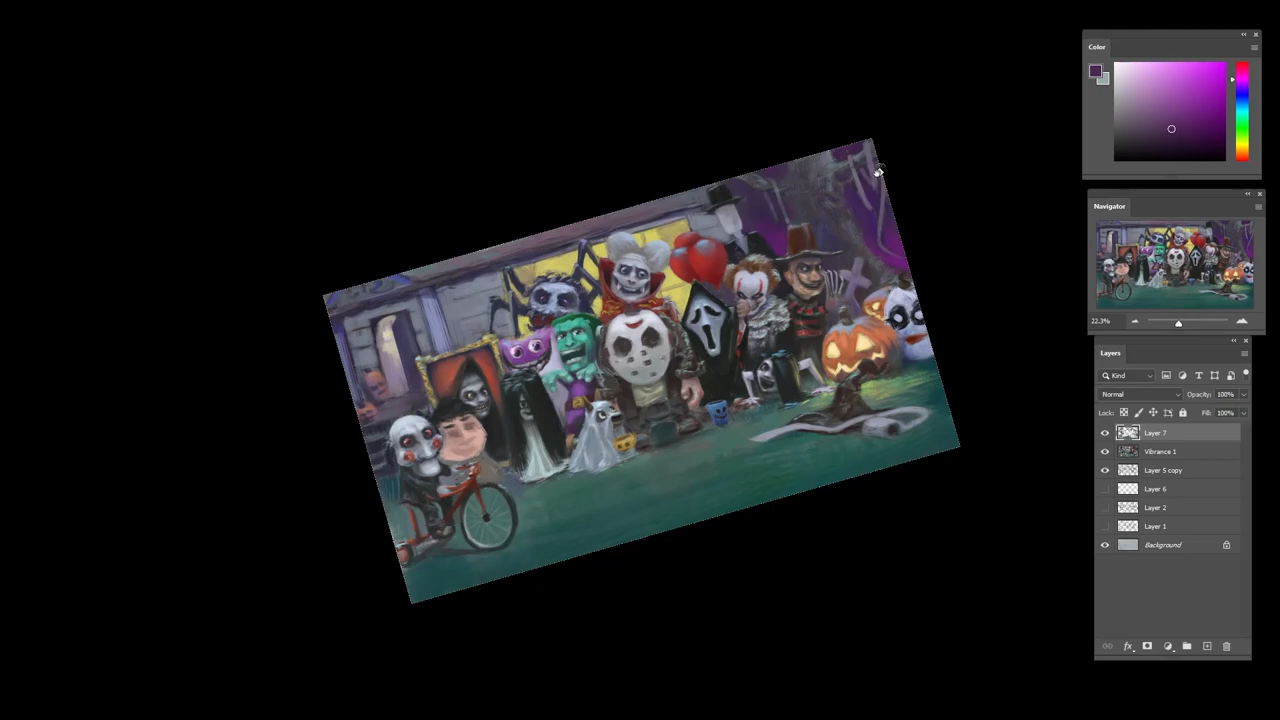 Color
Navigator
22.3%
Layers
Kind
Normal
Opacity: 100%
Lock:
Fill: 100%
Layer 7
Vibrance 1
Layer 5 copy
Layer 6
Layer 2
Layer 1
Background
fx